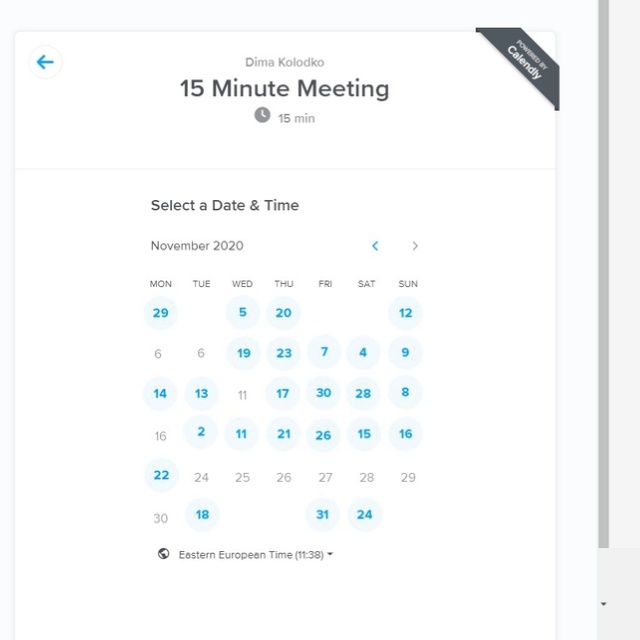 Dima Kolodko
POWERED BY
Calendly
15 Minute Meeting
15 min
Select a Date & Time
November 2020
MON TUE WED THU FRI SAT SUN
29 5 20 12
6 6 19 23 7 4 9
14 13 11 17 30 28 8
16 2 11 21 26 15 16
22 24 25 26 27 28 29
30 18 31 24
Eastern European Time (11:38)